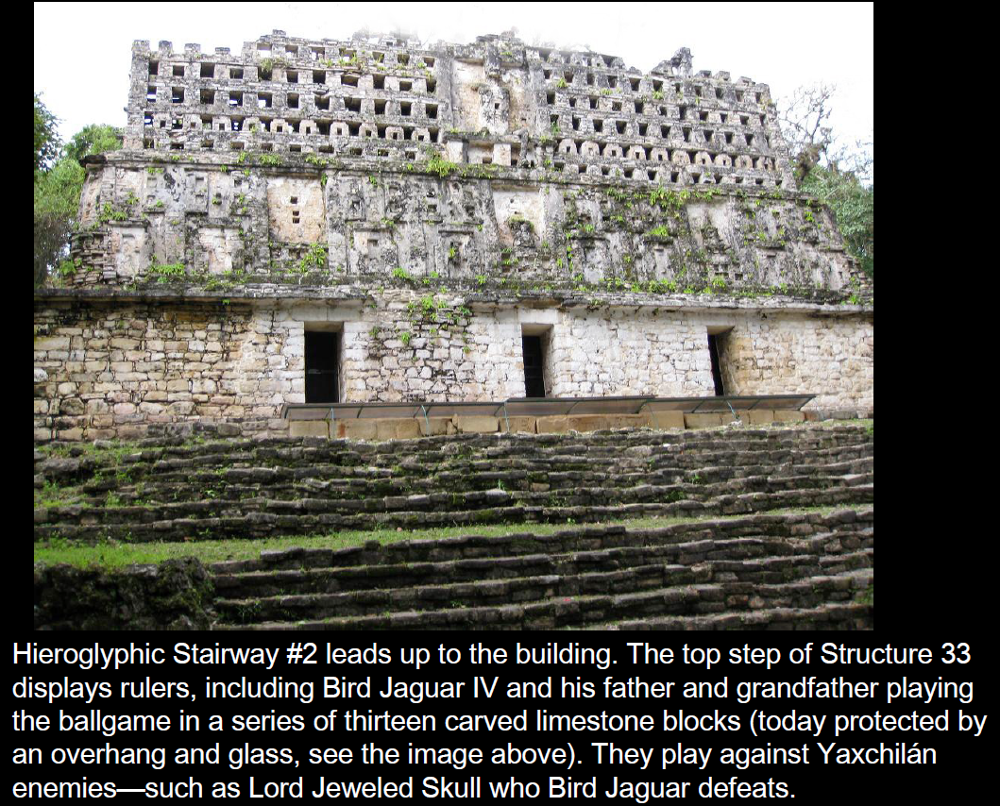 Hieroglyphic Stairway #2 leads up to the building. The top step of Structure 33
displays rulers, including Bird Jaguar IV and his father and grandfather playing
the ballgame in a series of thirteen carved limestone blocks (today protected by
an overhang and glass, see the image above). They play against Yaxchilán
enemies—such as Lord Jeweled Skull who Bird Jaguar defeats.